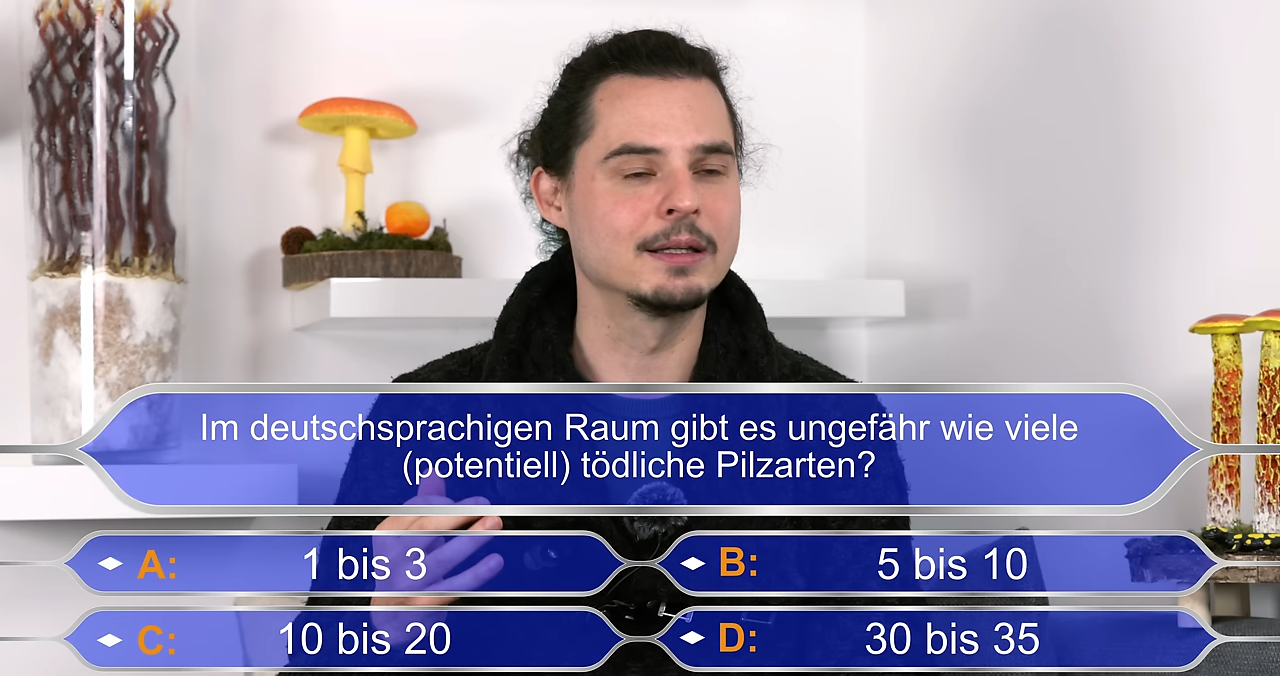 Im deutschsprachigen Raum gibt es ungefähr wie viele
(potentiell) tödliche Pilzarten?
A: 1 bis 3
B: 5 bis 10
C: 10 bis 20
D: 30 bis 35